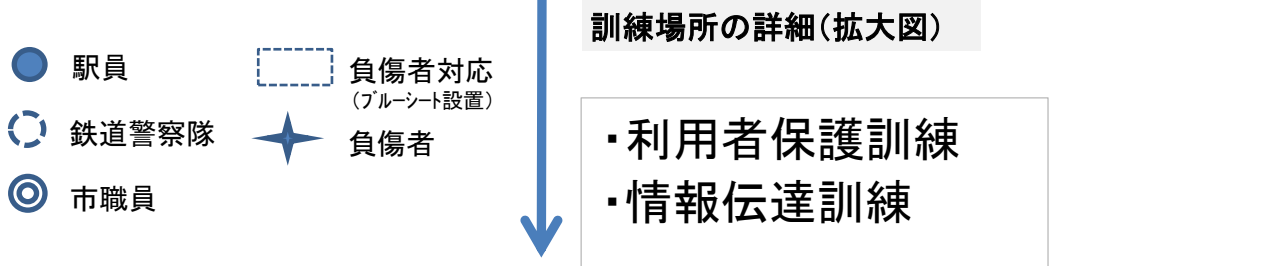 訓練場所の詳細（拡大図）
駅員
負傷者対応
（ブルーシート設置）
鉄道警察隊
負傷者
市職員
・利用者保護訓練
・情報伝達訓練